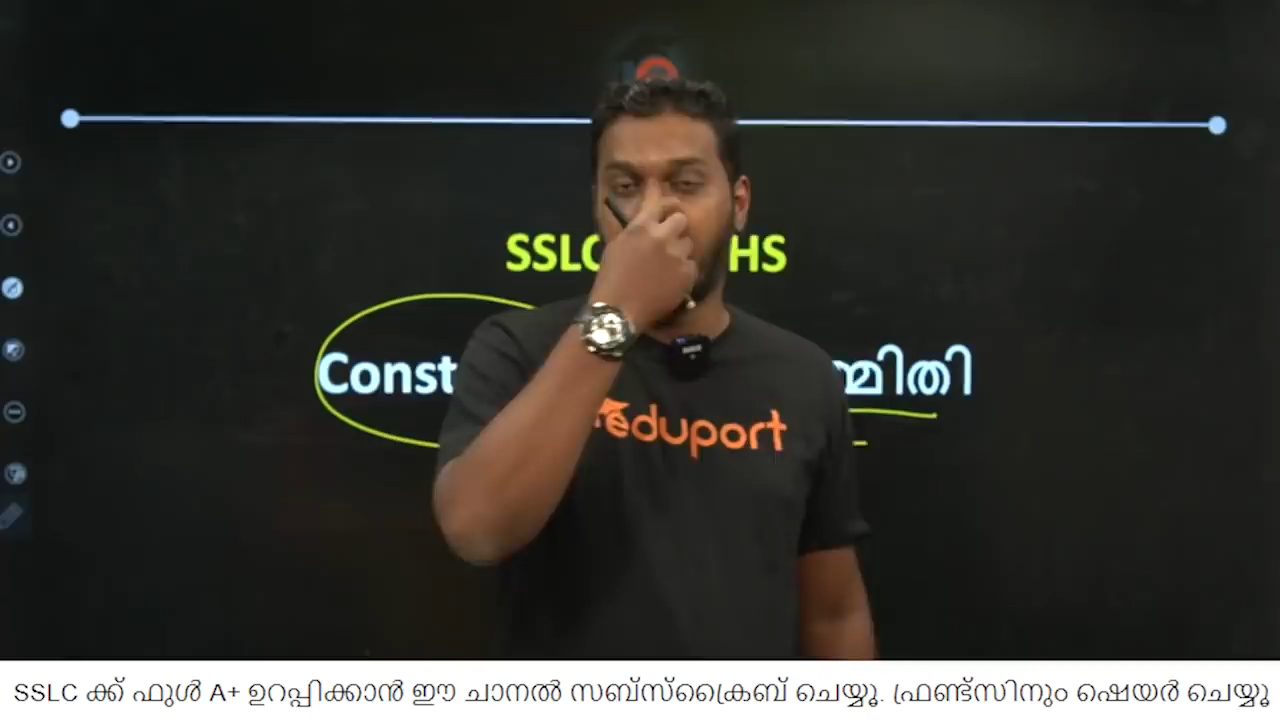 SSLC HS
Const മ്മിതി
eduport
SSLC ക്ക് ഫുൾ A+ ഉറപ്പിക്കാൻ ഈ ചാനൽ സബ്സ്ക്രൈബ് ചെയ്യൂ. ഫ്രണ്ട്സിനും ഷെയർ ചെയ്യൂ